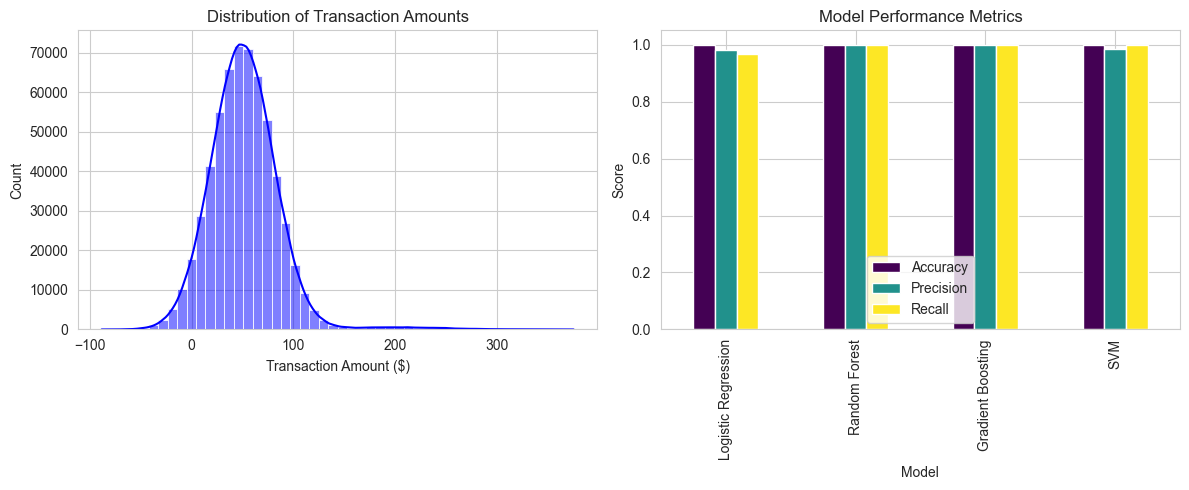 Distribution of Transaction Amounts
70000
60000
50000
40000
30000
20000
10000
0
Count
−100
0
100
200
300
Transaction Amount ($)
Model Performance Metrics
1.0
0.8
0.6
0.4
0.2
0.0
Score
Accuracy
Precision
Recall
Logistic Regression
Random Forest
Gradient Boosting
SVM
Model